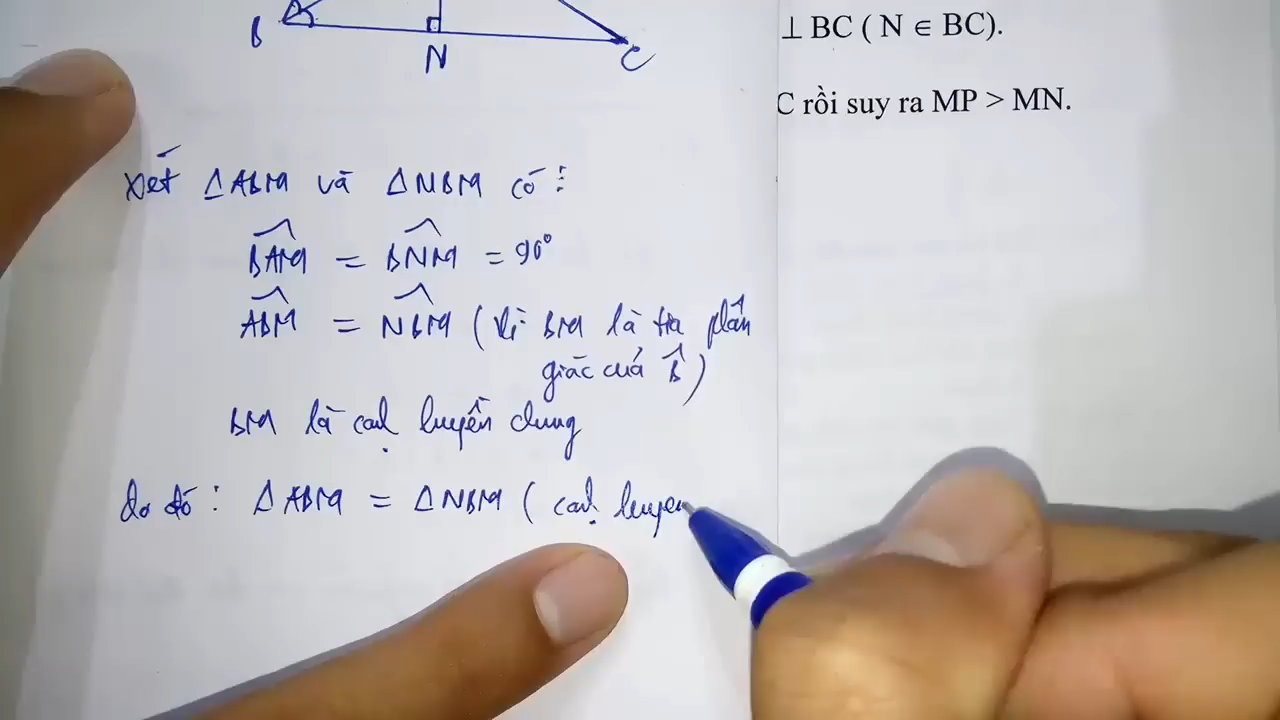 B
N
C
⊥ BC ( N ∈ BC).
C rồi suy ra MP > MN.
Xét ΔABM và ΔNBM có:
BAM̂ = BNM̂ = 90°
ABM̂ = NBM̂ (Vì BM là tia phân
giác của B̂)
BM là cạnh huyền chung
do đó: ΔABM = ΔNBM ( cạnh huyền